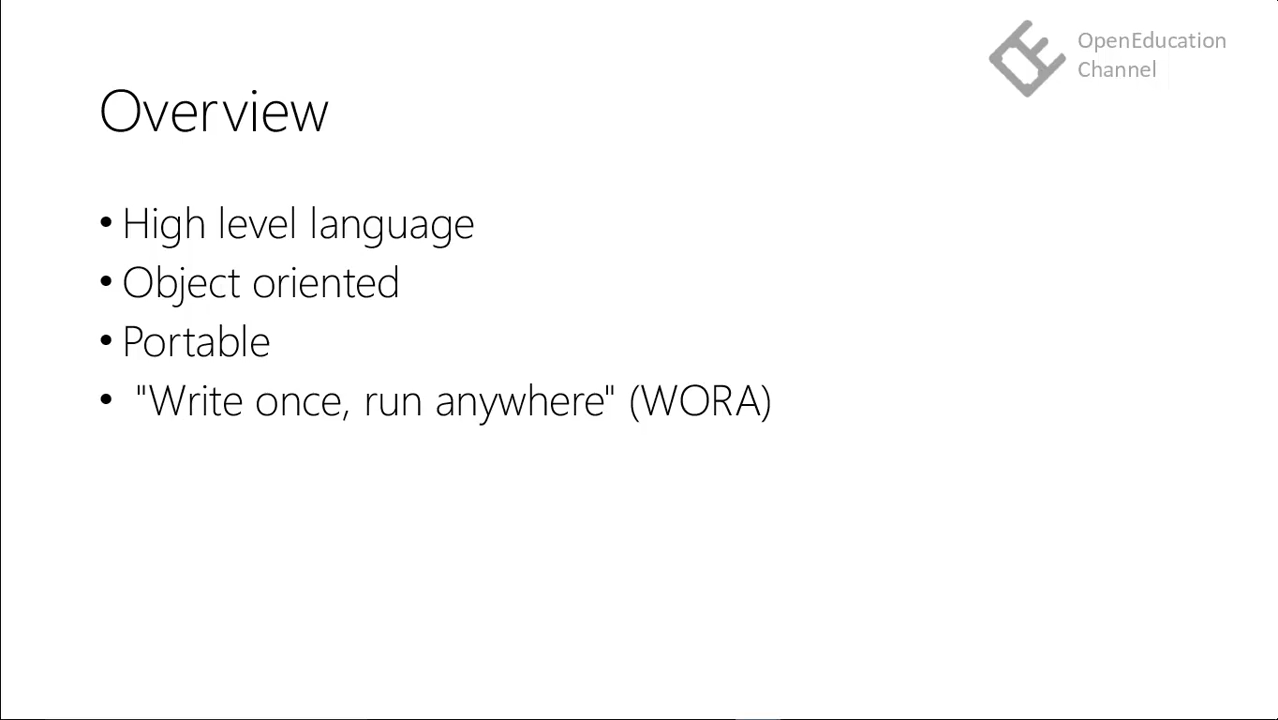 OpenEducation
Channel
Overview
• High level language
• Object oriented
• Portable
• "Write once, run anywhere" (WORA)